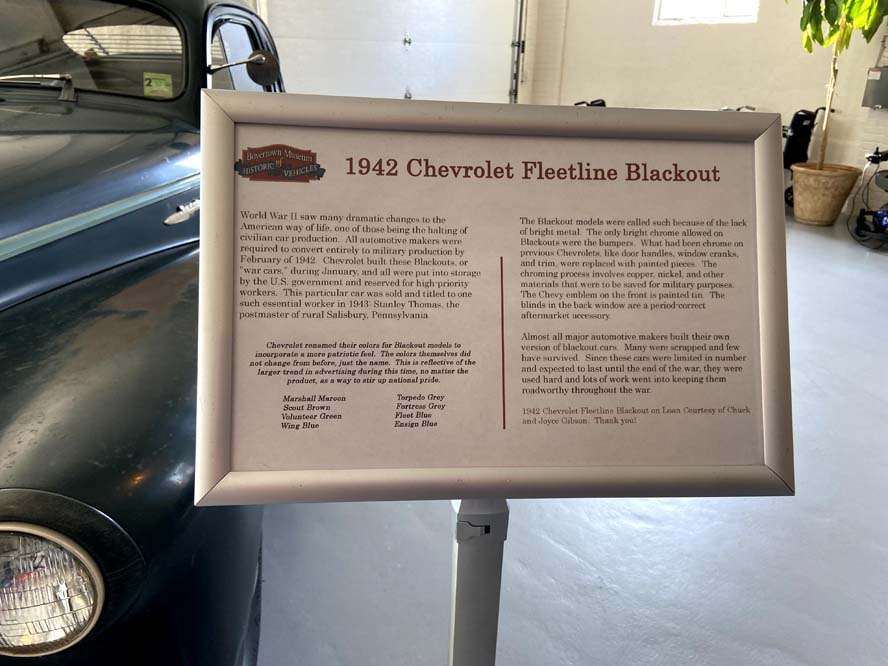 2
Boyertown Museum
of
HISTORIC VEHICLES
1942 Chevrolet Fleetline Blackout
World War II saw many dramatic changes to the
American way of life, one of those being the halting of
civilian car production. All automotive makers were
required to convert entirely to military production by
February of 1942. Chevrolet built these Blackouts, or
"war cars," during January, and all were put into storage
by the U.S. government and reserved for high-priority
workers. This particular car was sold and titled to one
such essential worker in 1943: Stanley Thomas, the
postmaster of rural Salisbury, Pennsylvania.
Chevrolet renamed their colors for Blackout models to
incorporate a more patriotic feel. The colors themselves did
not change from before, just the name. This is reflective of the
larger trend in advertising during this time, no matter the
product, as a way to stir up national pride.
Marshall Maroon
Scout Brown
Volunteer Green
Wing Blue
Torpedo Grey
Fortress Grey
Fleet Blue
Ensign Blue
The Blackout models were called such because of the lack
of bright metal. The only bright chrome allowed on
Blackouts were the bumpers. What had been chrome on
previous Chevrolets, like door handles, window cranks,
and trim, were replaced with painted pieces. The
chroming process involves copper, nickel, and other
materials that were to be saved for military purposes.
The Chevy emblem on the front is painted tin. The
blinds in the back window are a period-correct
aftermarket accessory.
Almost all major automotive makers built their own
version of blackout cars. Many were scrapped and few
have survived. Since these cars were limited in number
and expected to last until the end of the war, they were
used hard and lots of work went into keeping them
roadworthy throughout the war.
1942 Chevrolet Fleetline Blackout on Loan Courtesy of Chuck
and Joyce Gibson. Thank you!